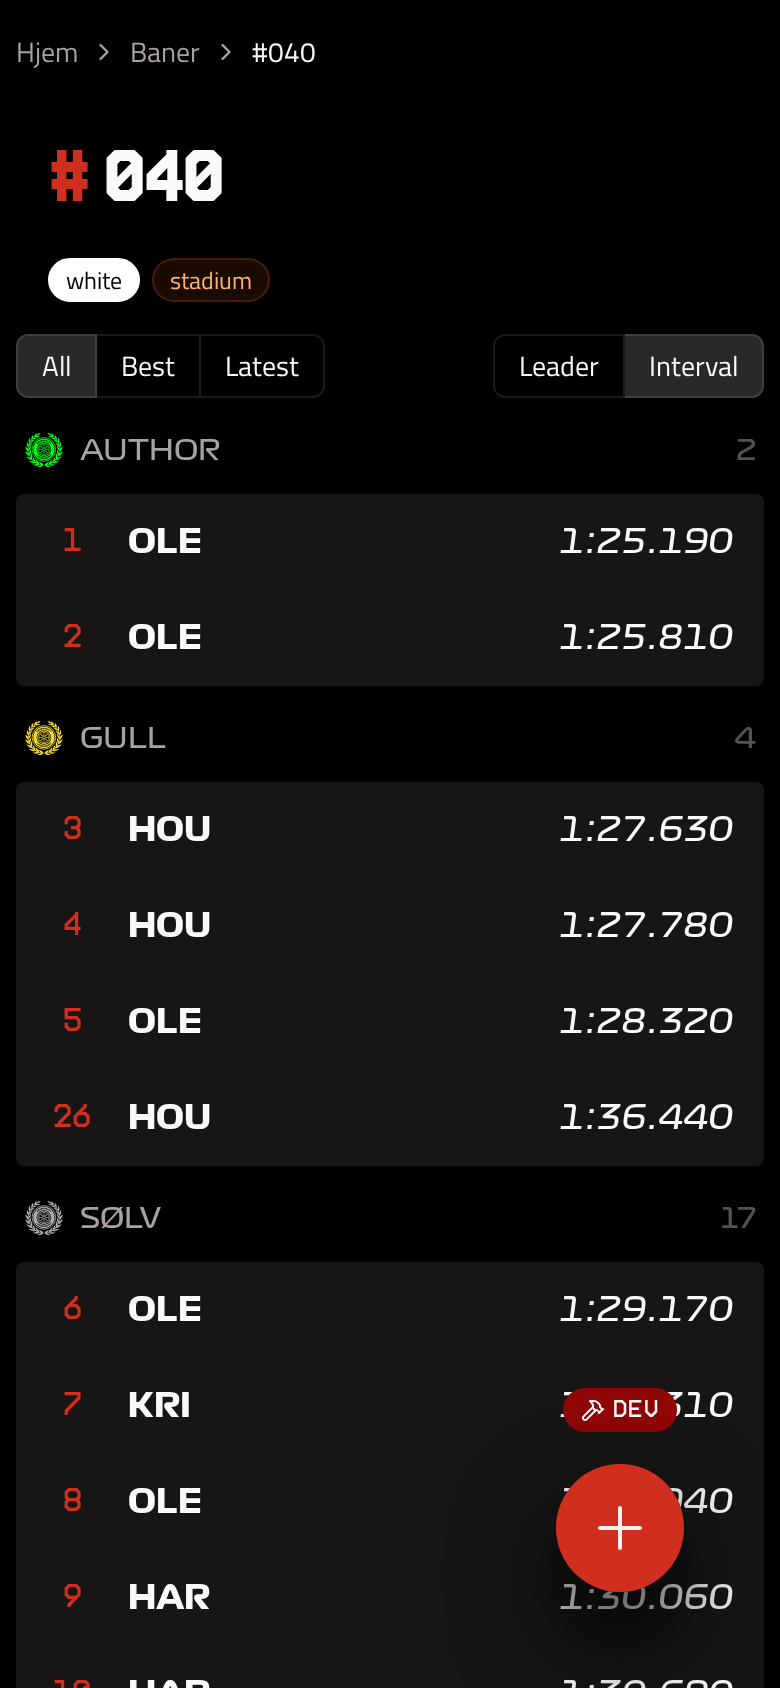 Hjem > Baner > #040
# 040
white stadium
All Best Latest Leader Interval
AUTHOR 2
1 OLE 1:25.190
2 OLE 1:25.810
GULL 4
3 HOU 1:27.630
4 HOU 1:27.780
5 OLE 1:28.320
26 HOU 1:36.440
SØLV 17
6 OLE 1:29.170
7 KRI
DEV
8 OLE
9 HAR 1:30.060